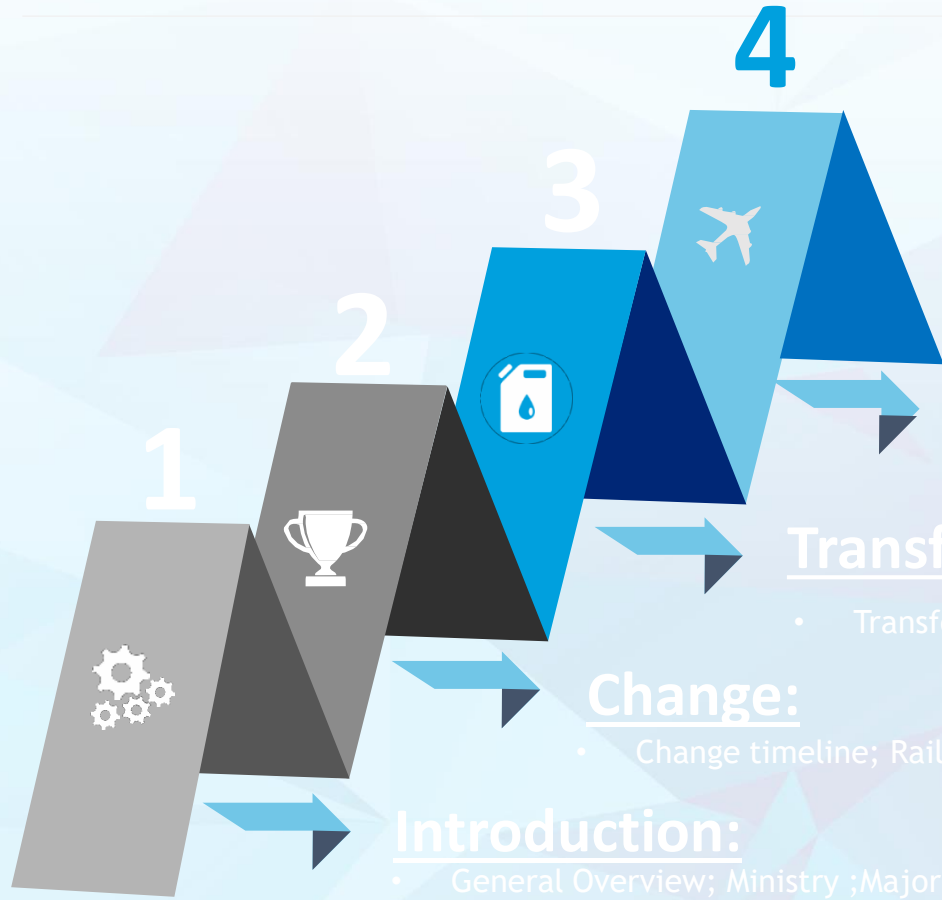 4
3
2
1
Transf
• Transf
Change:
• Change timeline; Rail
Introduction:
• General Overview; Ministry ;Major